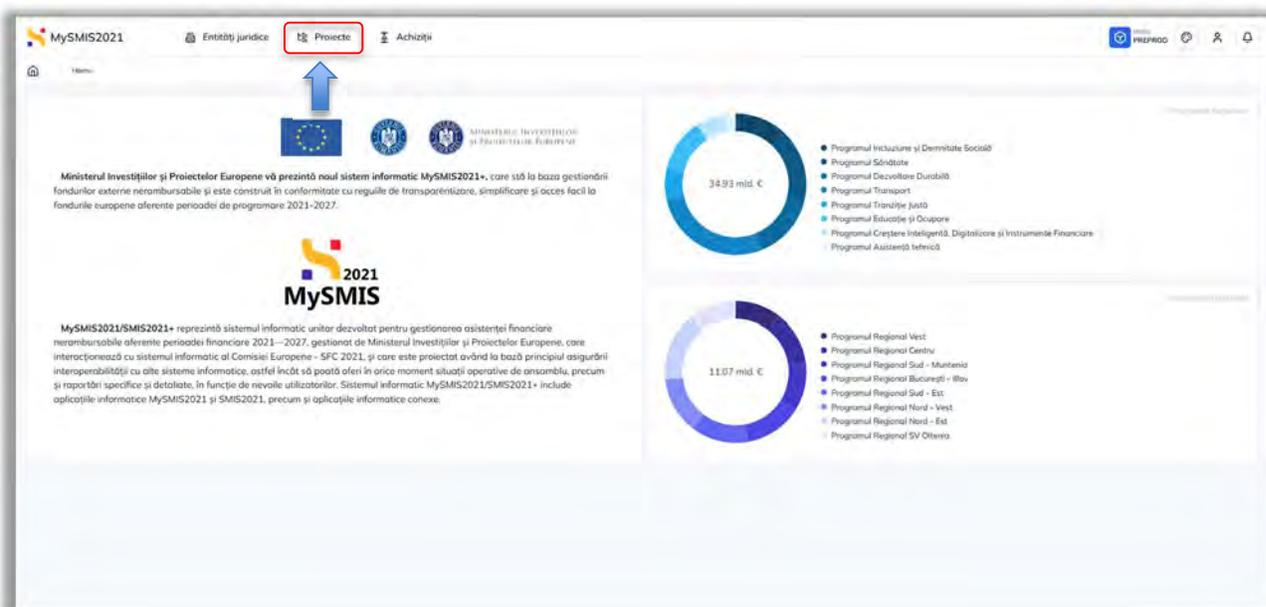 MySMIS2021
Entități juridice
Proiecte
Achiziții
PREPROD
Home
MINISTERUL INVESTIȚIILOR
ȘI PROIECTELOR EUROPENE
Ministerul Investițiilor și Proiectelor Europene vă prezintă noul sistem informatic MySMIS2021+, care stă la baza gestionării
fondurilor externe nerambursabile și este construit în conformitate cu regulile de transparentizare, simplificare și acces facil la
fondurile europene aferente perioadei de programare 2021-2027.
2021
MySMIS
MySMIS2021/SMIS2021+ reprezintă sistemul informatic unitar dezvoltat pentru gestionarea asistenței financiare
nerambursabile aferente perioadei financiare 2021—2027, gestionat de Ministerul Investițiilor și Proiectelor Europene, care
interacționează cu sistemul informatic al Comisiei Europene - SFC 2021, și care este proiectat având la bază principiul asigurării
interoperabilității cu alte sisteme informatice, astfel încât să poată oferi în orice moment situații operative de ansamblu, precum
și raportări specifice și detaliate, în funcție de nevoile utilizatorilor. Sistemul informatic MySMIS2021/SMIS2021+ include
aplicațiile informatice MySMIS2021 și SMIS2021, precum și aplicațiile informatice conexe.
34.93 mld. €
Programul Incluziune și Demnitate Socială
Programul Sănătate
Programul Dezvoltare Durabilă
Programul Transport
Programul Tranziție Justă
Programul Educație și Ocupare
Programul Creștere Inteligentă, Digitalizare și Instrumente Financiare
Programul Asistență tehnică
11.07 mld. €
Programul Regional Vest
Programul Regional Centru
Programul Regional Sud - Muntenia
Programul Regional București - Ilfov
Programul Regional Sud - Est
Programul Regional Nord - Vest
Programul Regional Nord - Est
Programul Regional SV Oltenia